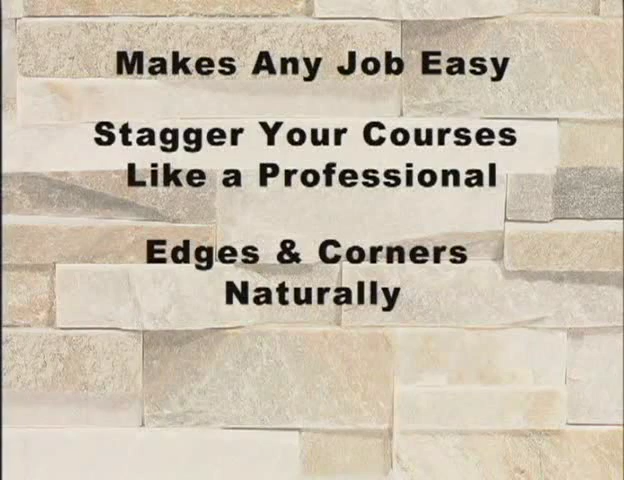 Makes Any Job Easy
Stagger Your Courses
Like a Professional
Edges & Corners
Naturally